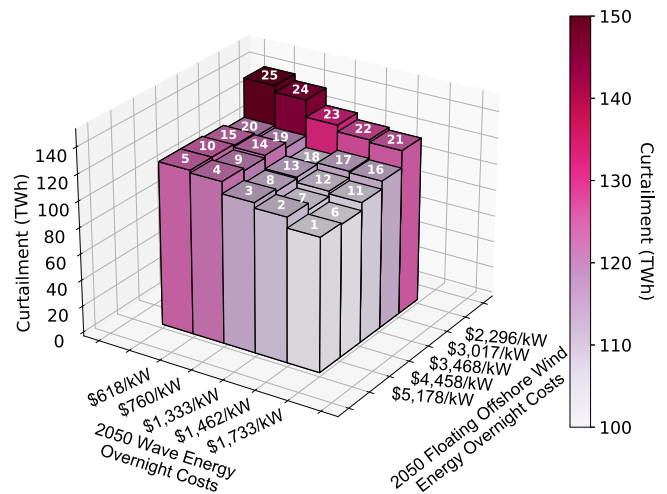 150
140
130
120
110
100
Curtailment (TWh)
140
120
100
80
60
40
20
0
Curtailment (TWh)
25
24
23
22
21
20
19
18
17
16
15
14
13
12
11
10
9
8
7
6
5
4
3
2
1
$618/kW
$760/kW
$1,333/kW
$1,462/kW
$1,733/kW
2050 Wave Energy
Overnight Costs
$2,296/kW
$3,017/kW
$3,468/kW
$4,458/kW
$5,178/kW
2050 Floating Offshore Wind
Energy Overnight Costs